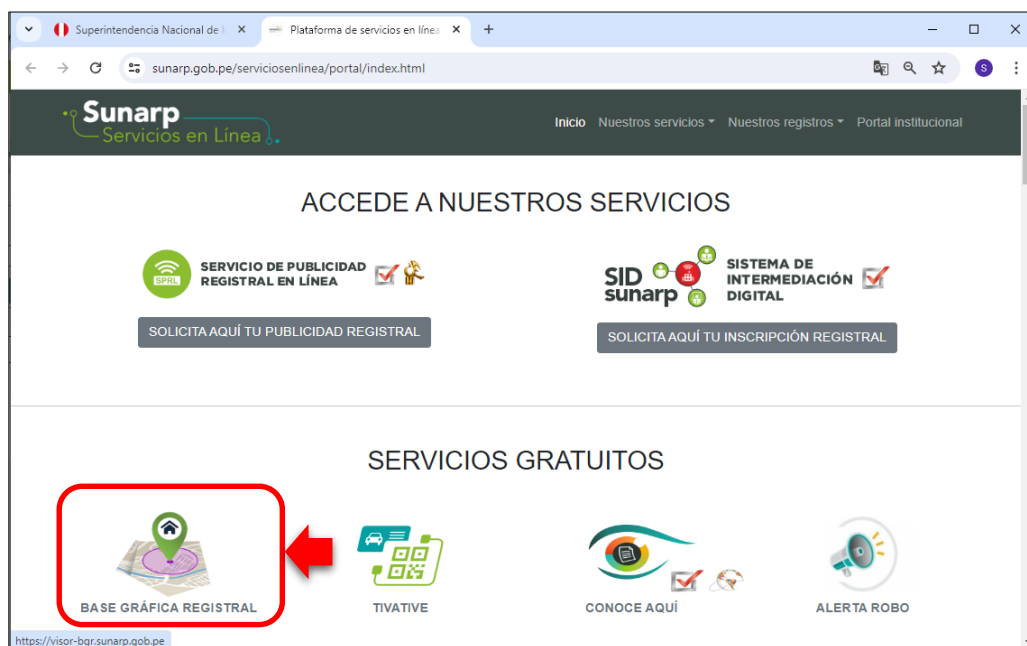 Superintendencia Nacional de l
Plataforma de servicios en línea
sunarp.gob.pe/serviciosenlinea/portal/index.html
S
Sunarp
Servicios en Línea
Inicio Nuestros servicios Nuestros registros Portal institucional
ACCEDE A NUESTROS SERVICIOS
SPRL
SERVICIO DE PUBLICIDAD
REGISTRAL EN LÍNEA
SID
sunarp
SISTEMA DE
INTERMEDIACIÓN
DIGITAL
SOLICITA AQUÍ TU PUBLICIDAD REGISTRAL
SOLICITA AQUÍ TU INSCRIPCIÓN REGISTRAL
SERVICIOS GRATUITOS
BASE GRÁFICA REGISTRAL
TIVATIVE
CONOCE AQUÍ
ALERTA ROBO
https://visor-bgr.sunarp.gob.pe